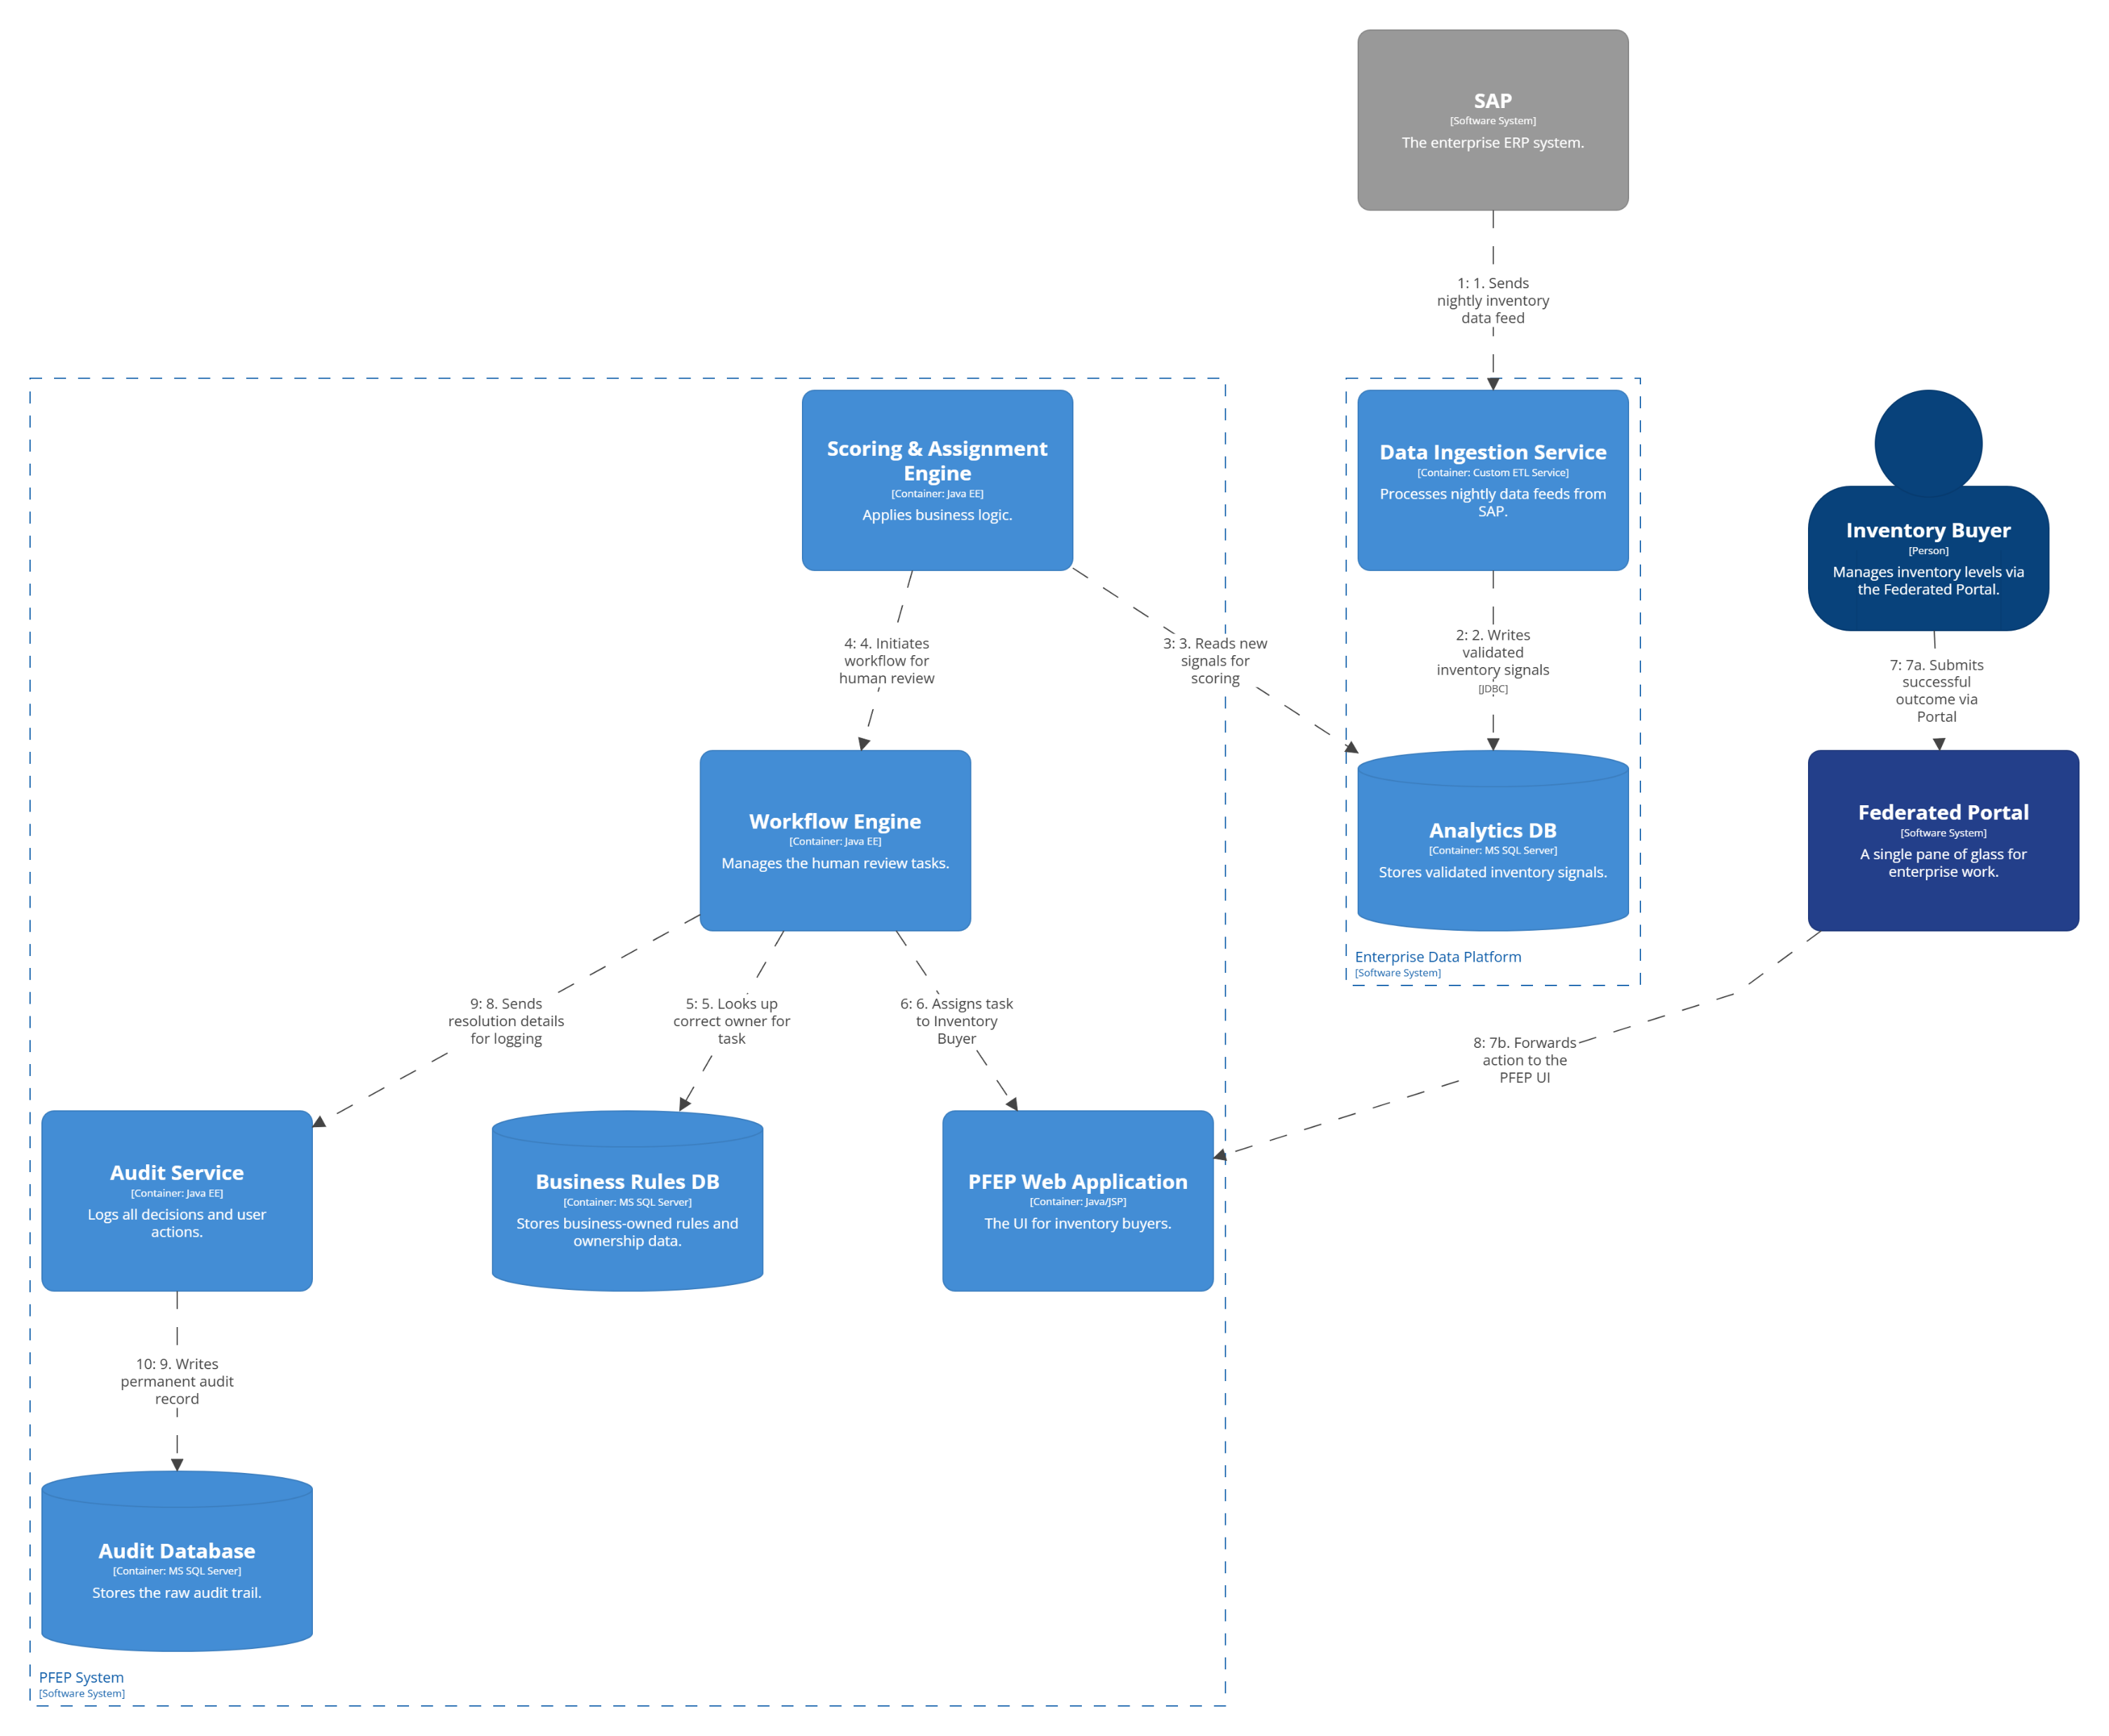 SAP
[Software System]
The enterprise ERP system.
1: 1. Sends
nightly inventory
data feed
Scoring & Assignment
Engine
[Container: Java EE]
Applies business logic.
Data Ingestion Service
[Container: Custom ETL Service]
Processes nightly data feeds from
SAP.
Inventory Buyer
[Person]
Manages inventory levels via
the Federated Portal.
4: 4. Initiates
workflow for
human review
3: 3. Reads new
signals for
scoring
2: 2. Writes
validated
inventory signals
[JDBC]
7: 7a. Submits
successful
outcome via
Portal
Workflow Engine
[Container: Java EE]
Manages the human review tasks.
Analytics DB
[Container: MS SQL Server]
Stores validated inventory signals.
Federated Portal
[Software System]
A single pane of glass for
enterprise work.
Enterprise Data Platform
[Software System]
9: 8. Sends
resolution details
for logging
5: 5. Looks up
correct owner for
task
6: 6. Assigns task
to Inventory
Buyer
8: 7b. Forwards
action to the
PFEP UI
Audit Service
[Container: Java EE]
Logs all decisions and user
actions.
Business Rules DB
[Container: MS SQL Server]
Stores business-owned rules and
ownership data.
PFEP Web Application
[Container: Java/JSP]
The UI for inventory buyers.
10: 9. Writes
permanent audit
record
Audit Database
[Container: MS SQL Server]
Stores the raw audit trail.
PFEP System
[Software System]